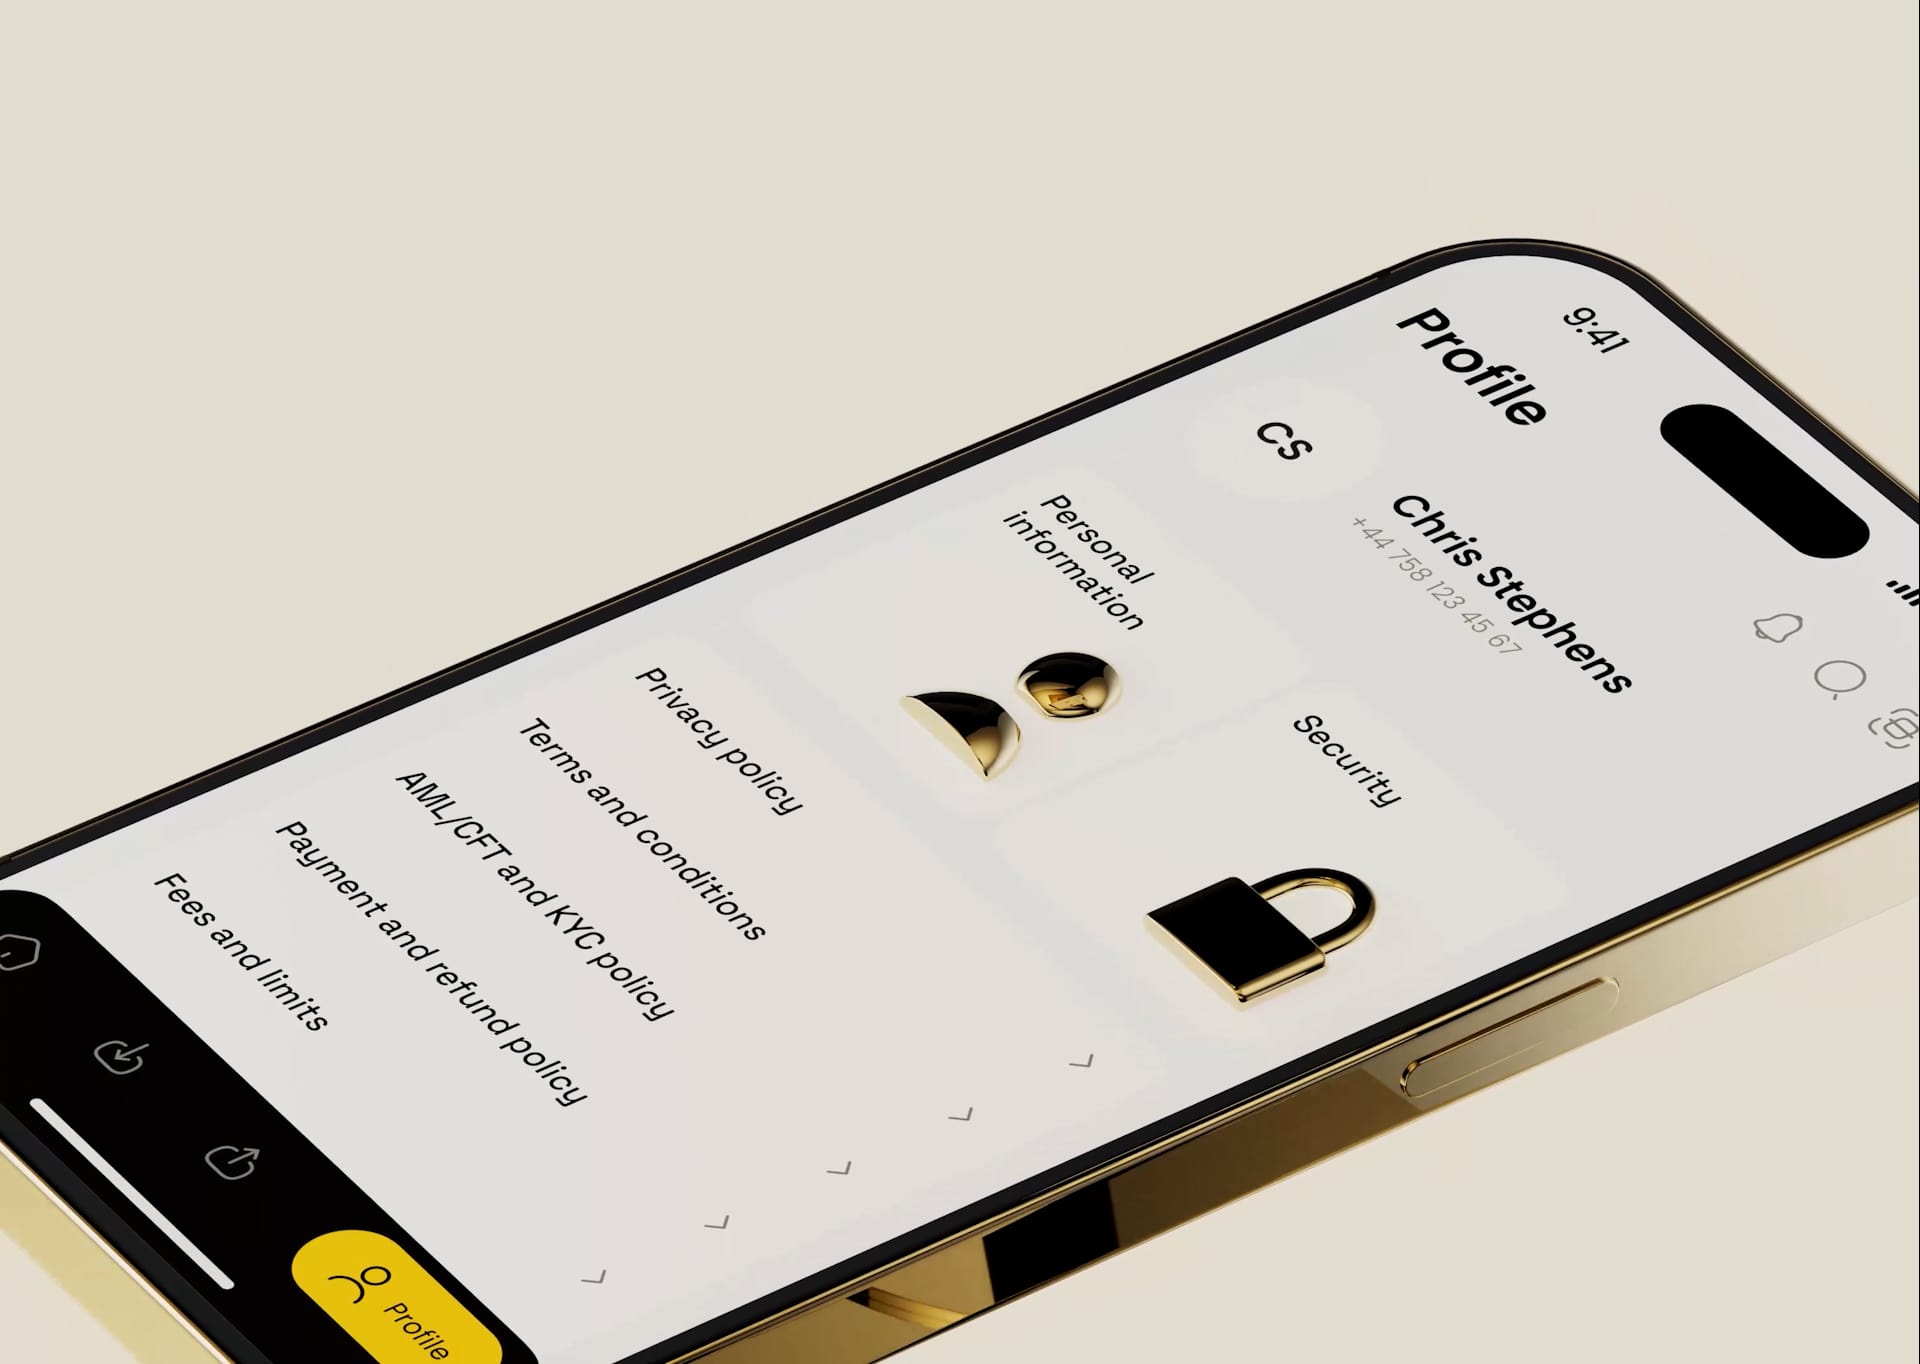 9:41
Profile
CS
Chris Stephens
+44 758 123 45 67
Personal
information
Security
Privacy policy
Terms and conditions
AML/CFT and KYC policy
Payment and refund policy
Fees and limits
Profile